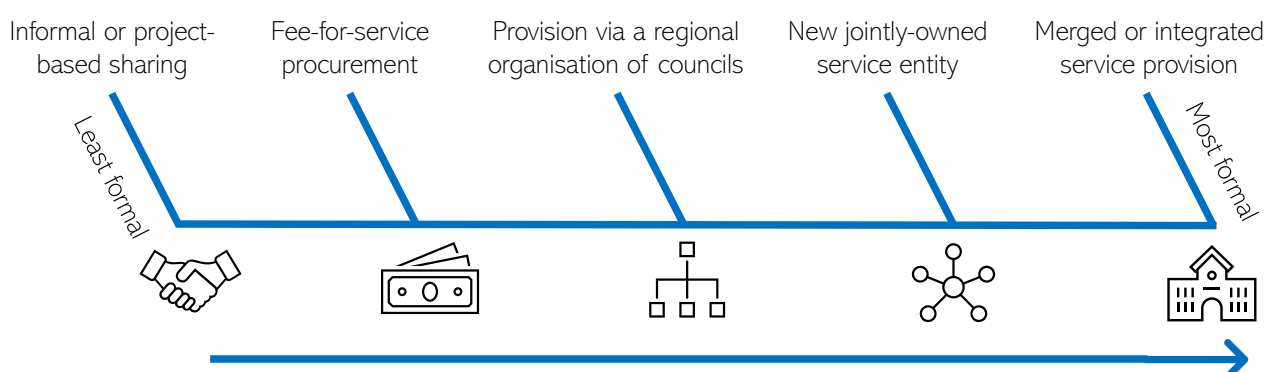 Informal or project-
based sharing
Fee-for-service
procurement
Provision via a regional
organisation of councils
New jointly-owned
service entity
Merged or integrated
service provision
Least formal
Most formal